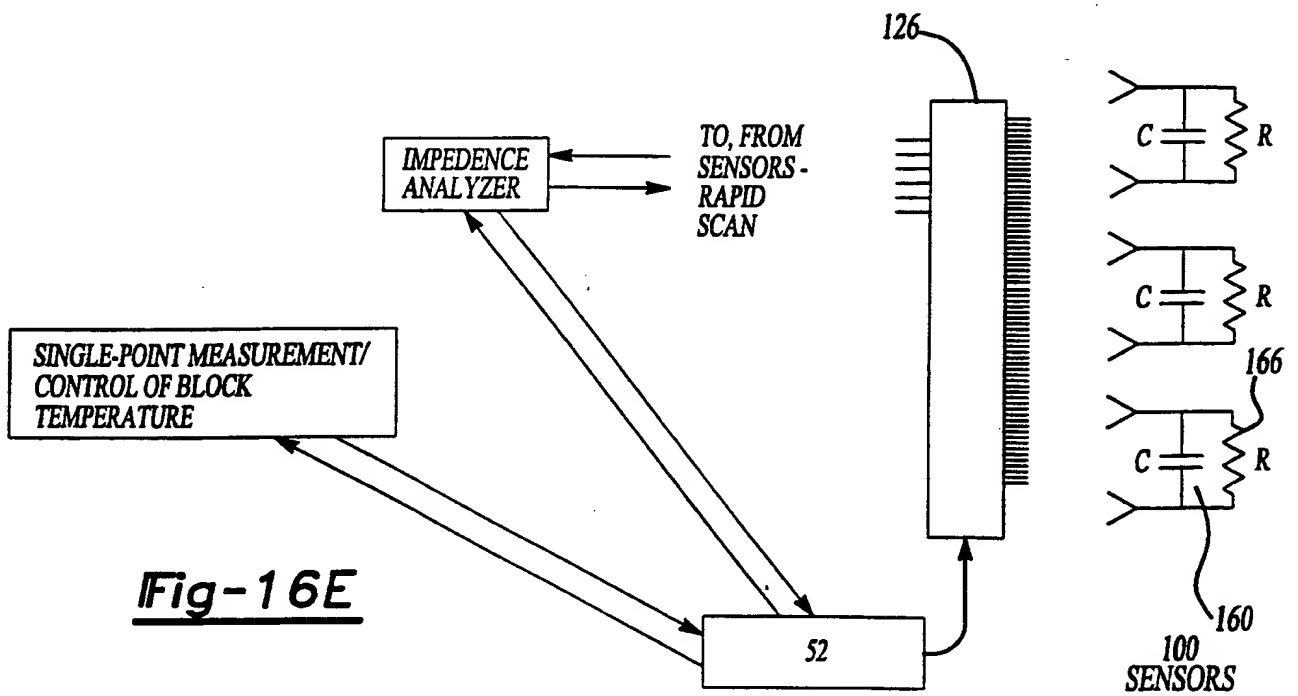 126
IMPEDENCE
ANALYZER
TO, FROM
SENSORS -
RAPID
SCAN
C
R
C
R
SINGLE-POINT MEASUREMENT/
CONTROL OF BLOCK
TEMPERATURE
166
C
R
Fig-16E
52
160
100
SENSORS